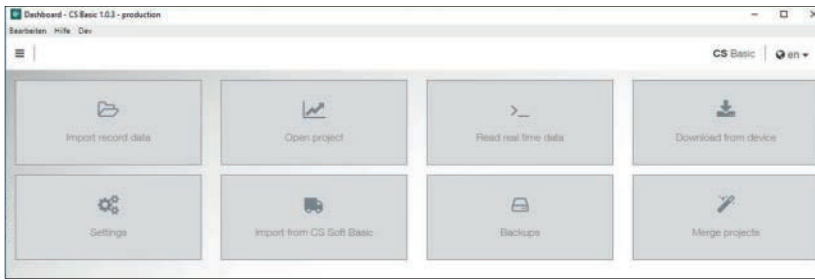 Dashboard - CS Basic 1.0.3 - production
Bearbeiten Hilfe Dev
CS Basic en
Import record data Open project Read real time data Download from device
Settings Import from CS Soft Basic Backups Merge projects